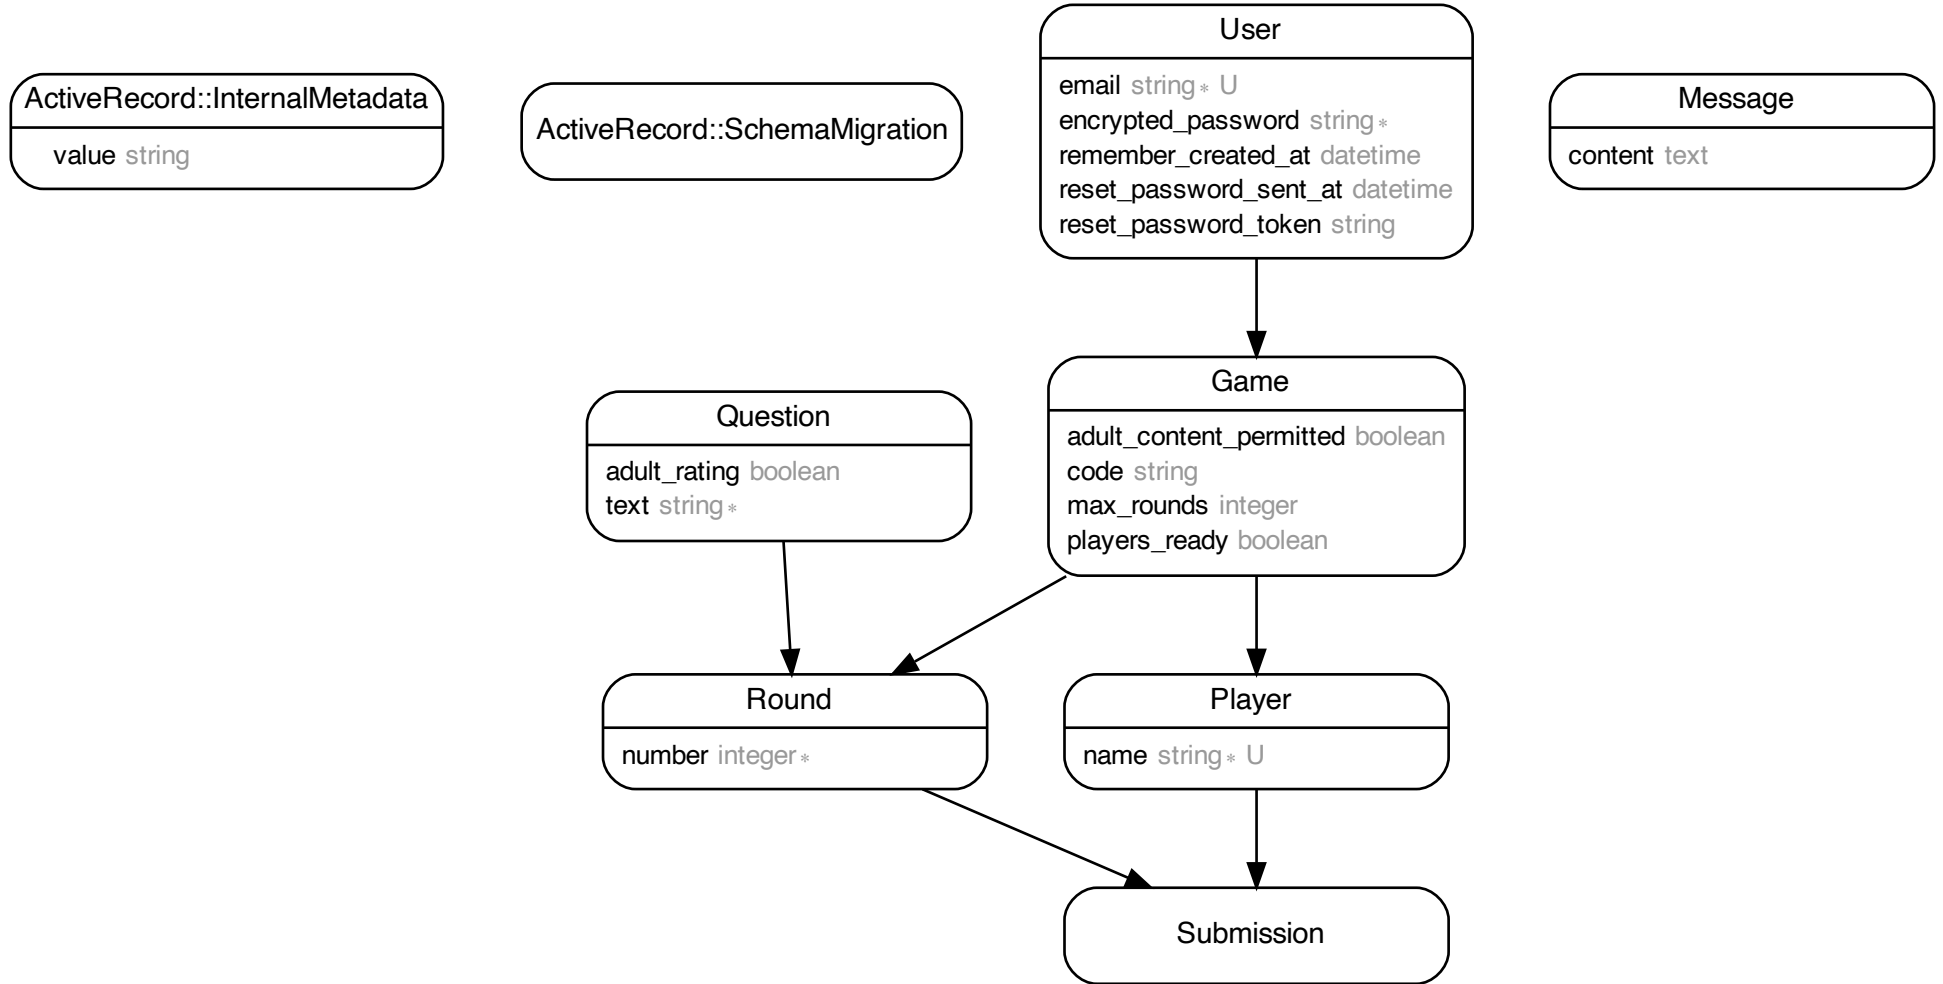 ActiveRecord::InternalMetadata
value string
ActiveRecord::SchemaMigration
User
email string* U
encrypted_password string*
remember_created_at datetime
reset_password_sent_at datetime
reset_password_token string
Message
content text
Question
adult_rating boolean
text string*
Game
adult_content_permitted boolean
code string
max_rounds integer
players_ready boolean
Round
number integer*
Player
name string* U
Submission